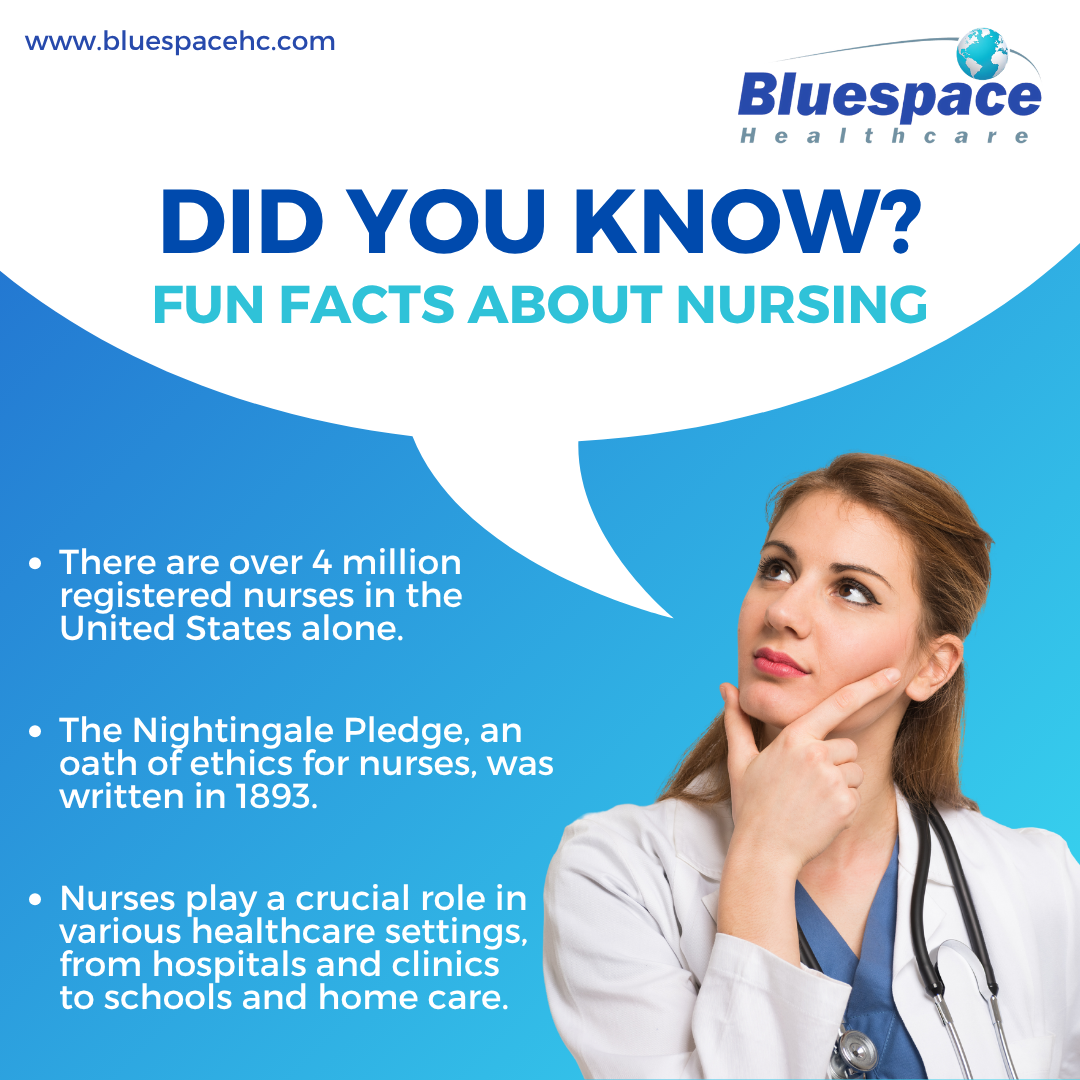 www.bluespacehc.com
Bluespace
Healthcare
DID YOU KNOW?
FUN FACTS ABOUT NURSING
• There are over 4 million
registered nurses in the
United States alone.
• The Nightingale Pledge, an
oath of ethics for nurses, was
written in 1893.
• Nurses play a crucial role in
various healthcare settings,
from hospitals and clinics
to schools and home care.